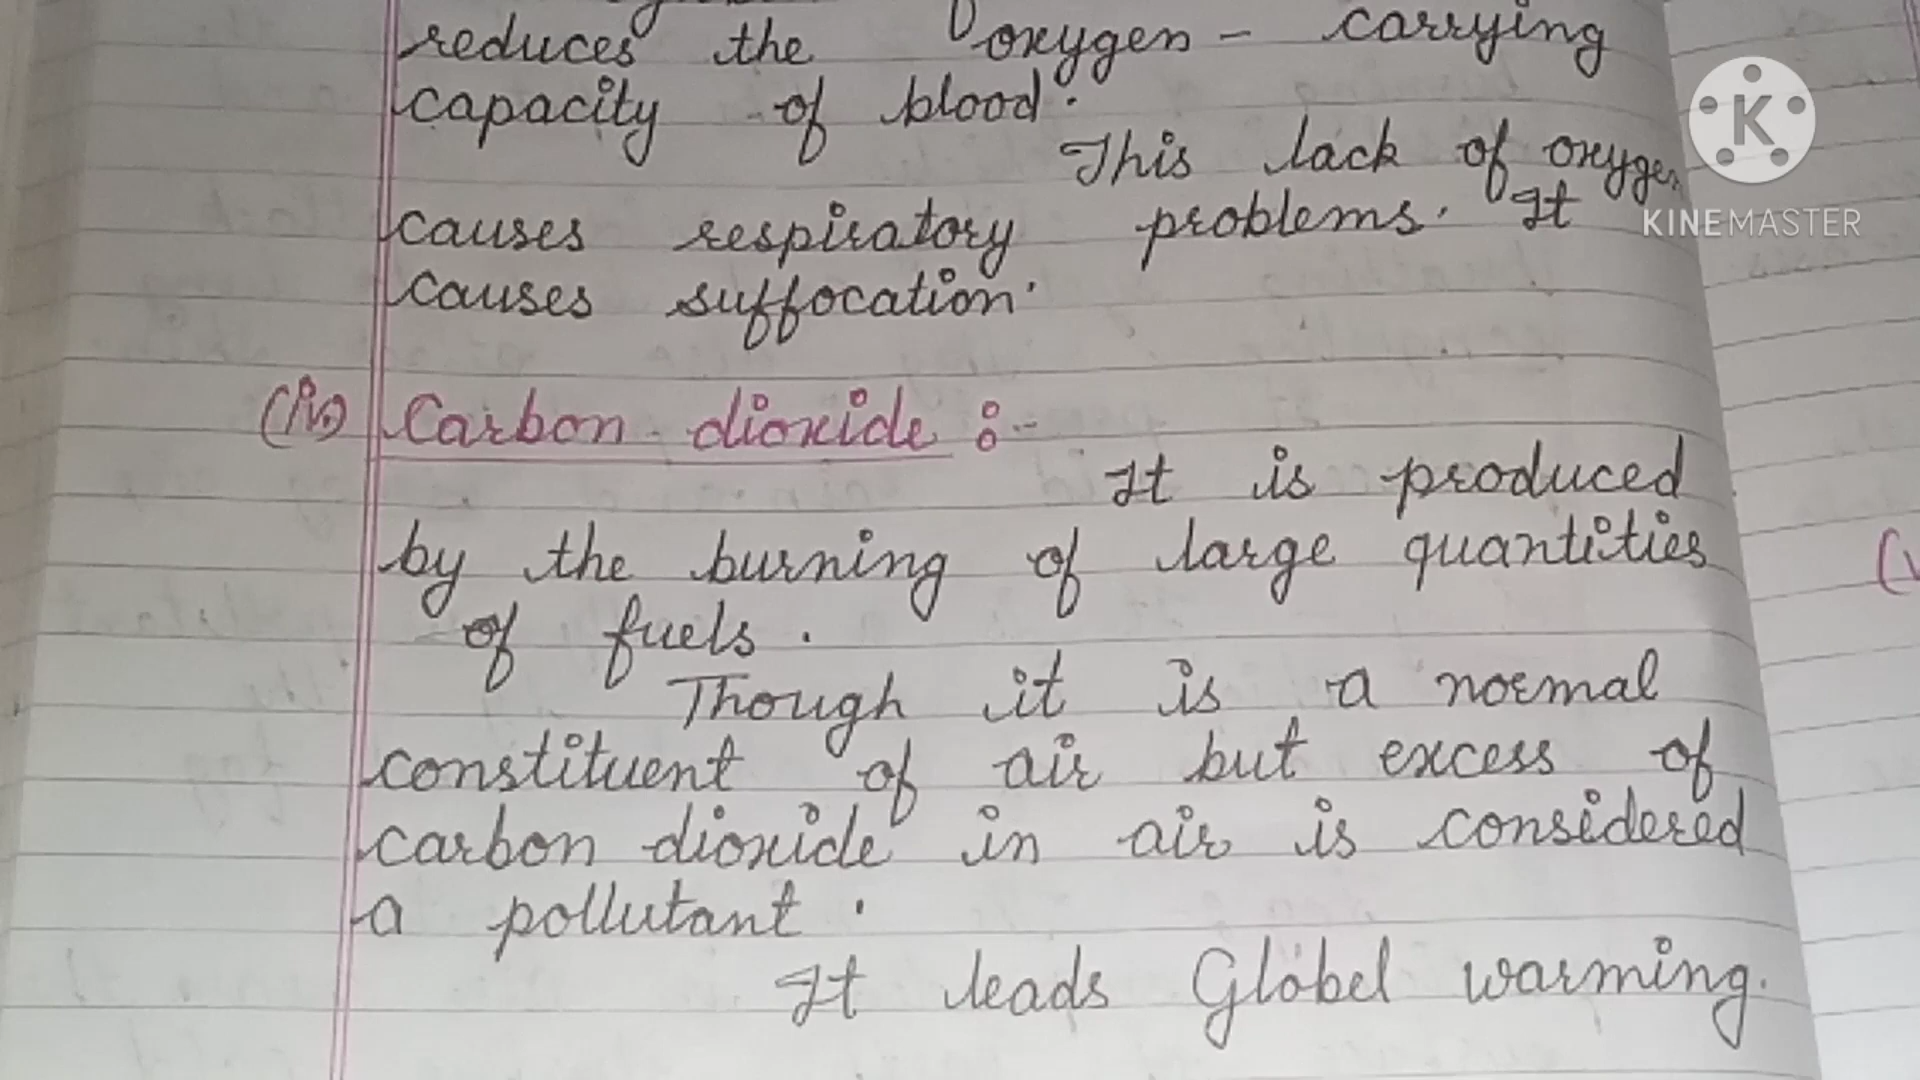 reduces the oxygen - carrying
capacity of blood.
This lack of oxygen
causes respiratory problems. It
causes suffocation.
(iv) Carbon dioxide :-
It is produced
by the burning of large quantities
of fuels.
Though it is a normal
constituent of air but excess of
carbon dioxide in air is considered
a pollutant.
It leads Globel warming.
K
KINEMASTER